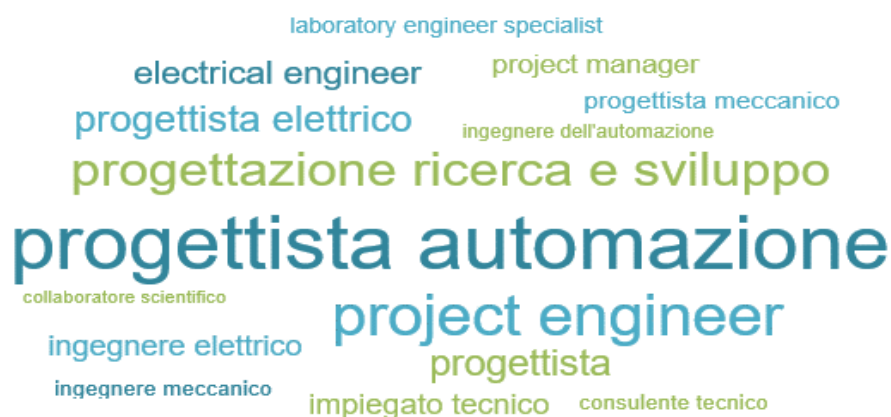 laboratory engineer specialist
electrical engineer
project manager
progettista elettrico
progettista meccanico
ingegnere dell'automazione
progettazione ricerca e sviluppo
progettista automazione
collaboratore scientifico
project engineer
ingegnere elettrico
progettista
ingegnere meccanico
impiegato tecnico
consulente tecnico